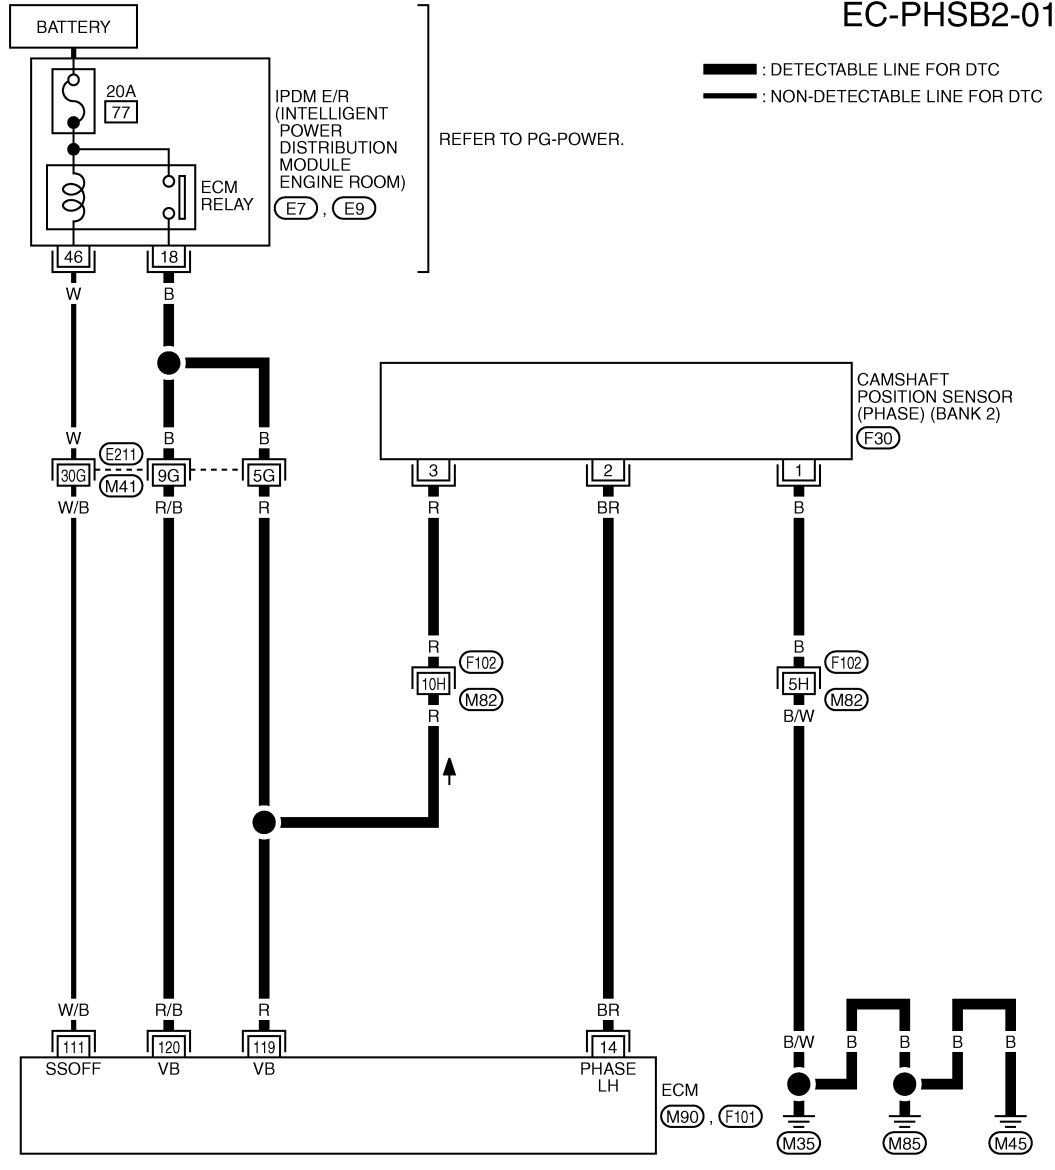 EC-PHSB2-01
BATTERY
: DETECTABLE LINE FOR DTC
: NON-DETECTABLE LINE FOR DTC
20A
77
IPDM E/R
(INTELLIGENT
POWER
DISTRIBUTION
MODULE
ENGINE ROOM)
E7 , E9
REFER TO PG-POWER.
ECM
RELAY
46 18
W B
CAMSHAFT
POSITION SENSOR
(PHASE) (BANK 2)
F30
W B B
E211
30G 9G 5G
M41
3 2 1
W/B R/B R R BR B
R B
F102 F102
10H 5H
M82 M82
R B/W
W/B R/B R BR
B/W B B B B
111 120 119 14
SSOFF VB VB PHASE
LH
ECM
M90 , F101
M35 M85 M45